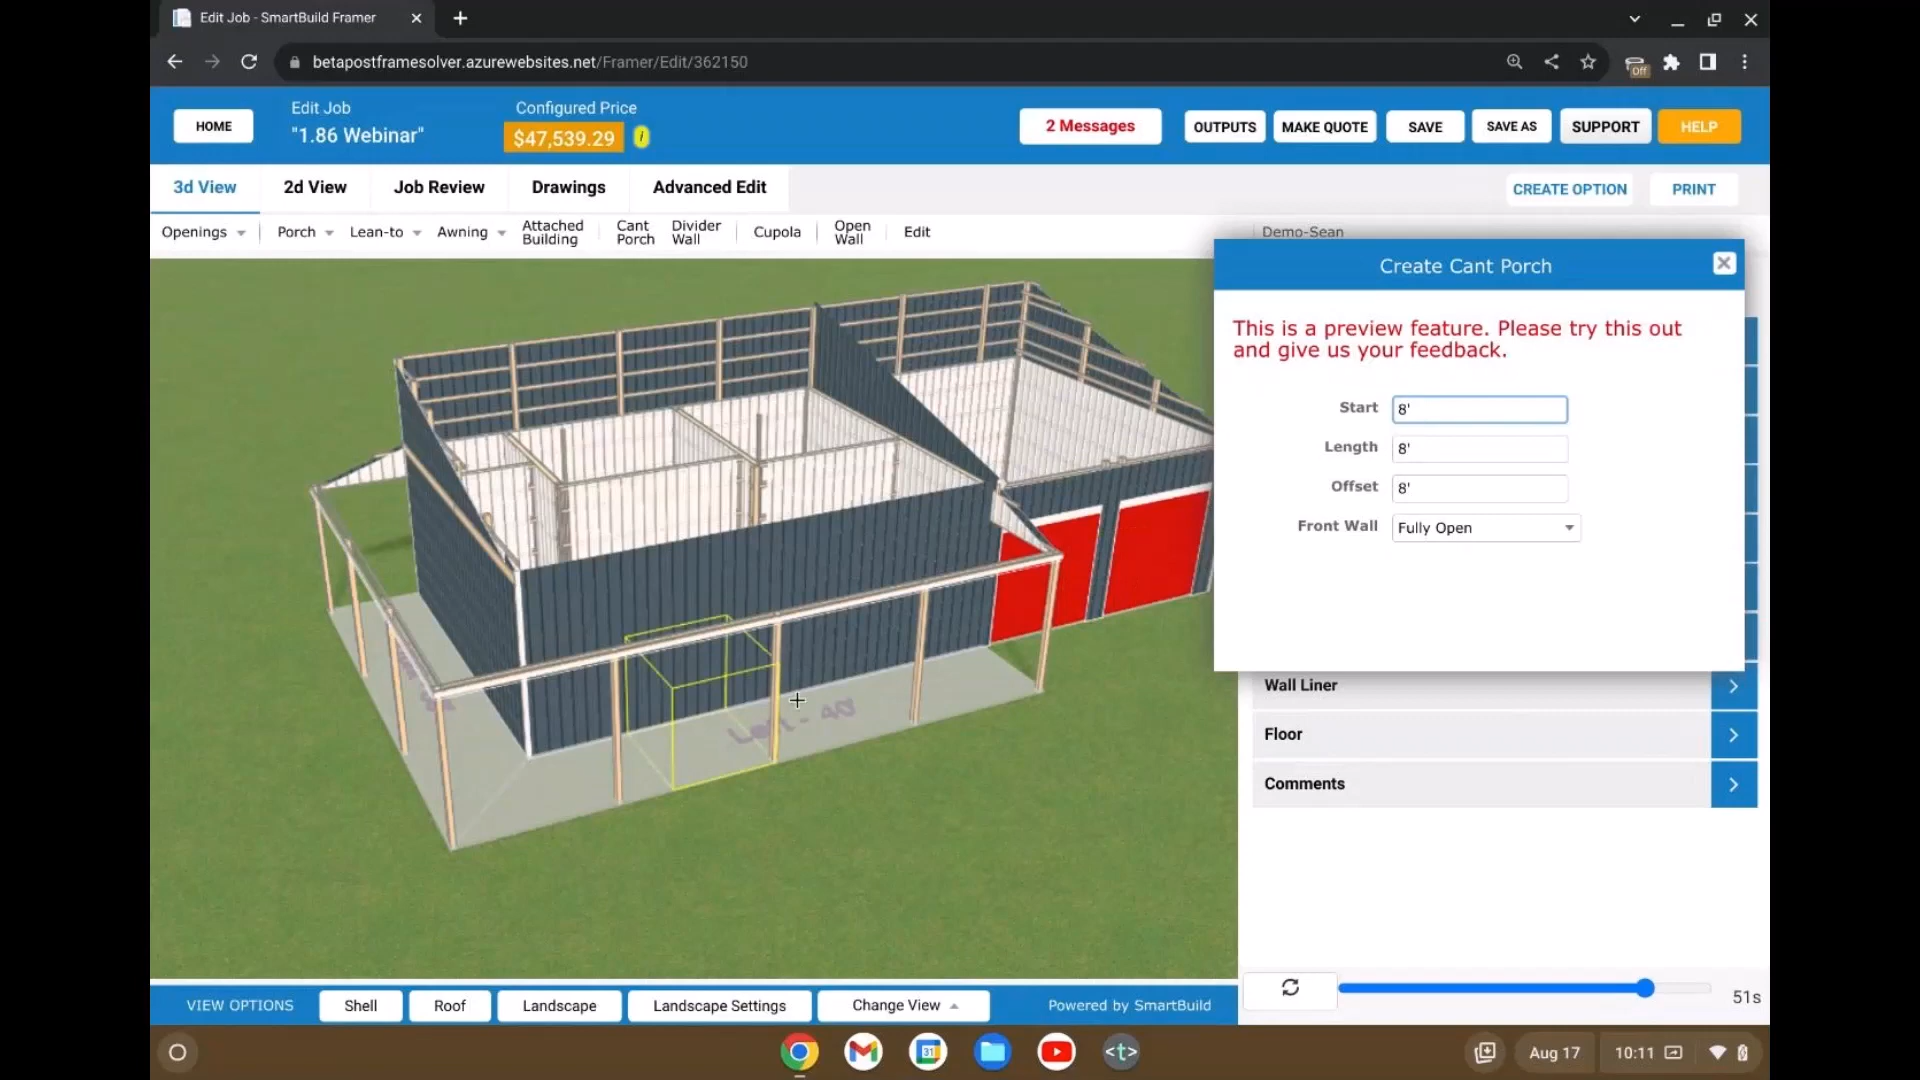 Edit Job - SmartBuild Framer
betapostframesolver.azurewebsites.net/Framer/Edit/362150
Off
HOME
Edit Job
"1.86 Webinar"
Configured Price
$47,539.29
i
2 Messages
OUTPUTS
MAKE QUOTE
SAVE
SAVE AS
SUPPORT
HELP
3d View
2d View
Job Review
Drawings
Advanced Edit
CREATE OPTION
PRINT
Openings
Porch
Lean-to
Awning
Attached
Building
Cant
Porch
Divider
Wall
Cupola
Open
Wall
Edit
Demo-Sean
Create Cant Porch
This is a preview feature. Please try this out
and give us your feedback.
Start 8'
Length 8'
Offset 8'
Front Wall Fully Open
Wall Liner
Floor
Comments
51s
VIEW OPTIONS
Shell
Roof
Landscape
Landscape Settings
Change View
Powered by SmartBuild
31
<t>
Aug 17
10:11